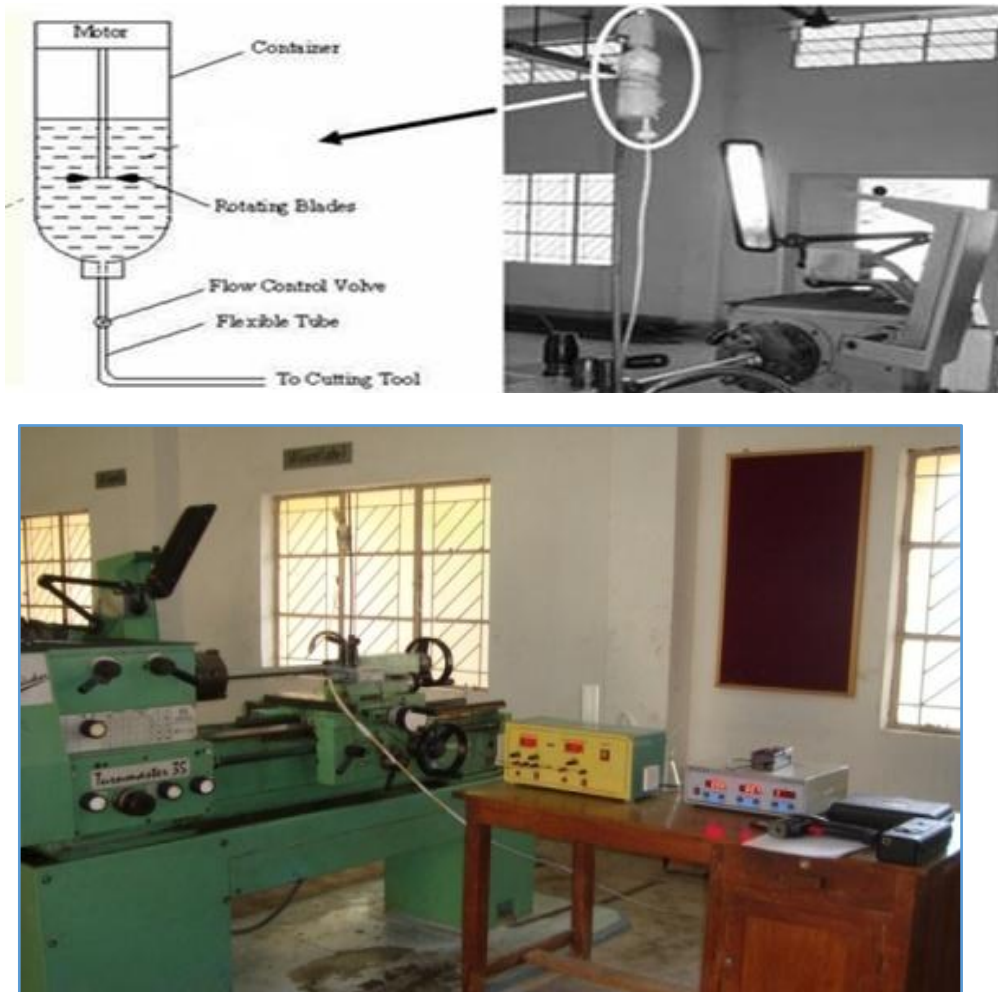 Motor
Container
Rotating Blades
Flow Control Volve
Flexible Tube
To Cutting Tool
Turnmaster 35